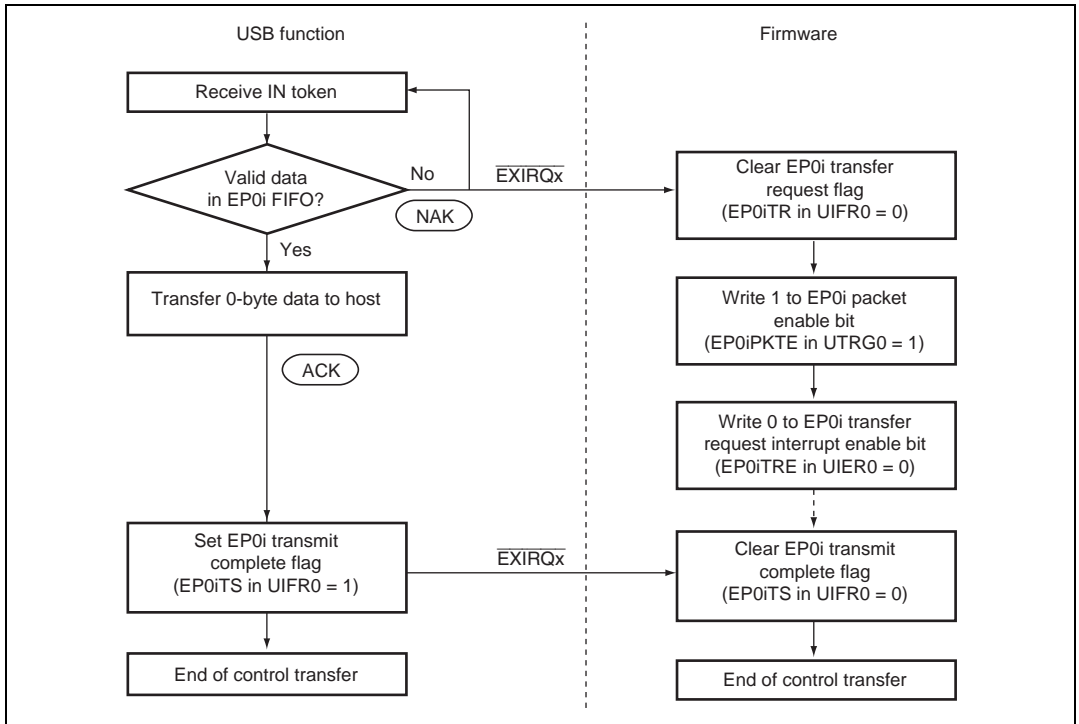 USB function
Firmware
Receive IN token
Valid data
in EP0i FIFO?
No
NAK
E̅X̅I̅R̅Q̅x̅
Yes
Transfer 0-byte data to host
ACK
Set EP0i transmit
complete flag
(EP0iTS in UIFR0 = 1)
E̅X̅I̅R̅Q̅x̅
End of control transfer
Clear EP0i transfer
request flag
(EP0iTR in UIFR0 = 0)
Write 1 to EP0i packet
enable bit
(EP0iPKTE in UTRG0 = 1)
Write 0 to EP0i transfer
request interrupt enable bit
(EP0iTRE in UIER0 = 0)
Clear EP0i transmit
complete flag
(EP0iTS in UIFR0 = 0)
End of control transfer